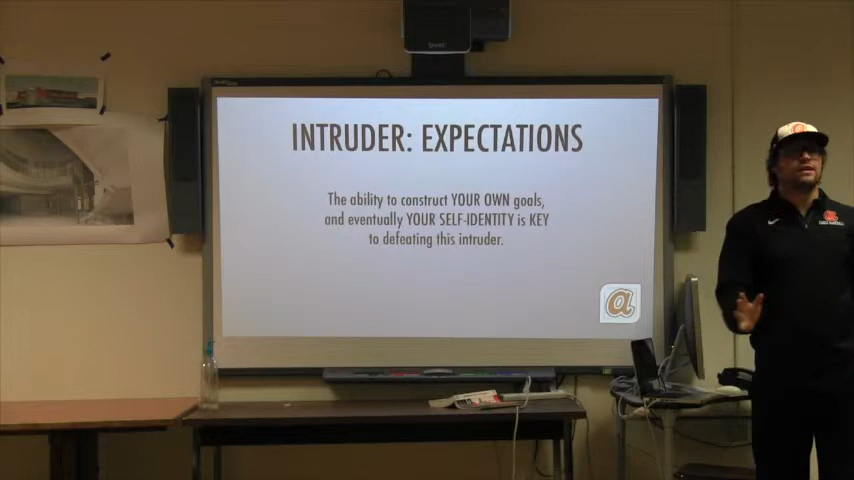 INTRUDER: EXPECTATIONS
The ability to construct YOUR OWN goals,
and eventually YOUR SELF-IDENTITY is KEY
to defeating this intruder.
a